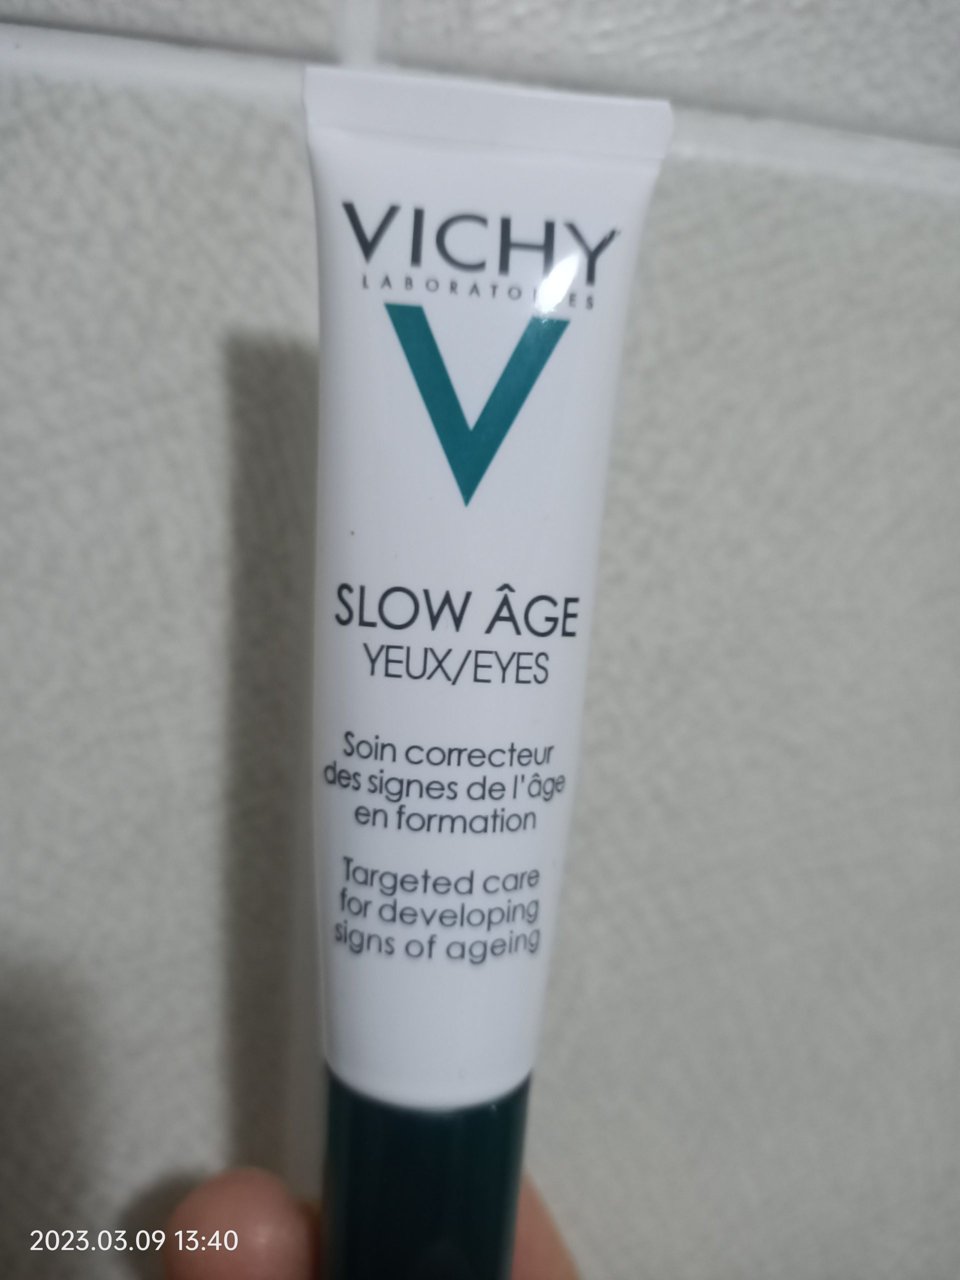 VICHY
LABORATOIRES
V
SLOW ÂGE
YEUX/EYES
Soin correcteur
des signes de l'âge
en formation
Targeted care
for developing
signs of ageing
2023.03.09 13:40